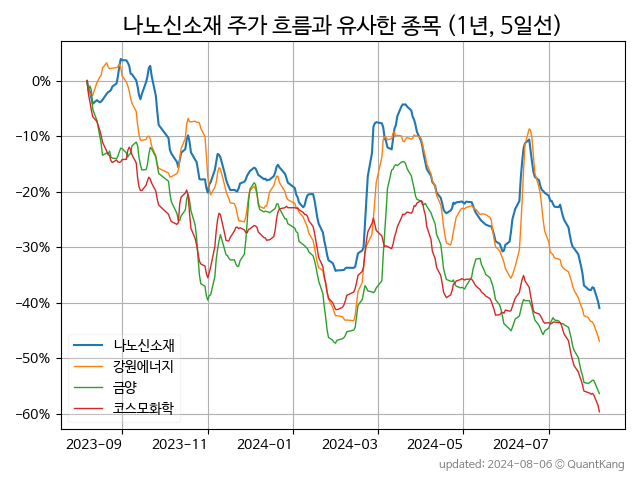 나노신소재 주가 흐름과 유사한 종목 (1년, 5일선)
0%
−10%
−20%
−30%
−40%
−50%
−60%
나노신소재
강원에너지
금양
코스모화학
2023-09 2023-11 2024-01 2024-03 2024-05 2024-07
updated: 2024-08-06 © QuantKang